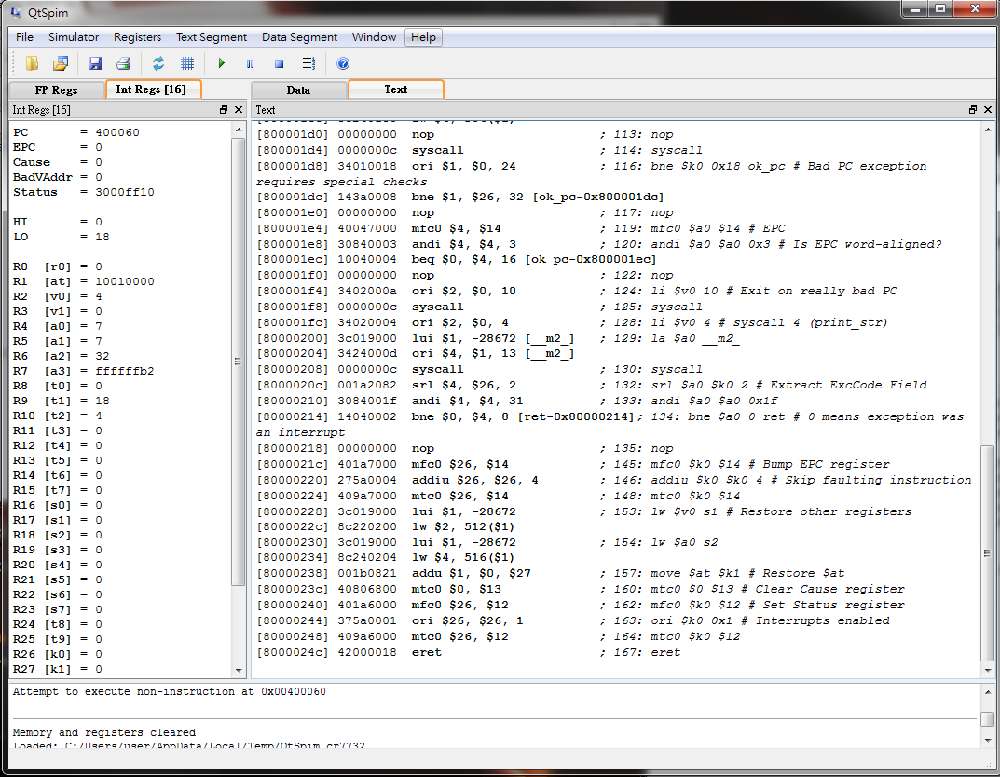 QtSpim
File Simulator Registers Text Segment Data Segment Window Help
FP Regs Int Regs [16] Data Text
Int Regs [16]
PC = 400060
EPC = 0
Cause = 0
BadVAddr = 0
Status = 3000ff10
HI = 0
LO = 18
R0 [r0] = 0
R1 [at] = 10010000
R2 [v0] = 4
R3 [v1] = 0
R4 [a0] = 7
R5 [a1] = 7
R6 [a2] = 32
R7 [a3] = ffffffb2
R8 [t0] = 0
R9 [t1] = 18
R10 [t2] = 4
R11 [t3] = 0
R12 [t4] = 0
R13 [t5] = 0
R14 [t6] = 0
R15 [t7] = 0
R16 [s0] = 0
R17 [s1] = 0
R18 [s2] = 0
R19 [s3] = 0
R20 [s4] = 0
R21 [s5] = 0
R22 [s6] = 0
R23 [s7] = 0
R24 [t8] = 0
R25 [t9] = 0
R26 [k0] = 0
R27 [k1] = 0
Text
[800001d0] 00000000 nop ; 113: nop
[800001d4] 0000000c syscall ; 114: syscall
[800001d8] 34010018 ori $1, $0, 24 ; 116: bne $k0 0x18 ok_pc # Bad PC exception
requires special checks
[800001dc] 143a0008 bne $1, $26, 32 [ok_pc-0x800001dc]
[800001e0] 00000000 nop ; 117: nop
[800001e4] 40047000 mfc0 $4, $14 ; 119: mfc0 $a0 $14 # EPC
[800001e8] 30840003 andi $4, $4, 3 ; 120: andi $a0 $a0 0x3 # Is EPC word-aligned?
[800001ec] 10040004 beq $0, $4, 16 [ok_pc-0x800001ec]
[800001f0] 00000000 nop ; 122: nop
[800001f4] 3402000a ori $2, $0, 10 ; 124: li $v0 10 # Exit on really bad PC
[800001f8] 0000000c syscall ; 125: syscall
[800001fc] 34020004 ori $2, $0, 4 ; 128: li $v0 4 # syscall 4 (print_str)
[80000200] 3c019000 lui $1, -28672 [__m2_] ; 129: la $a0 __m2_
[80000204] 3424000d ori $4, $1, 13 [__m2_]
[80000208] 0000000c syscall ; 130: syscall
[8000020c] 001a2082 srl $4, $26, 2 ; 132: srl $a0 $k0 2 # Extract ExcCode Field
[80000210] 3084001f andi $4, $4, 31 ; 133: andi $a0 $a0 0x1f
[80000214] 14040002 bne $0, $4, 8 [ret-0x80000214]; 134: bne $a0 0 ret # 0 means exception was
an interrupt
[80000218] 00000000 nop ; 135: nop
[8000021c] 401a7000 mfc0 $26, $14 ; 145: mfc0 $k0 $14 # Bump EPC register
[80000220] 275a0004 addiu $26, $26, 4 ; 146: addiu $k0 $k0 4 # Skip faulting instruction
[80000224] 409a7000 mtc0 $26, $14 ; 148: mtc0 $k0 $14
[80000228] 3c019000 lui $1, -28672 ; 153: lw $v0 s1 # Restore other registers
[8000022c] 8c220200 lw $2, 512($1)
[80000230] 3c019000 lui $1, -28672 ; 154: lw $a0 s2
[80000234] 8c240204 lw $4, 516($1)
[80000238] 001b0821 addu $1, $0, $27 ; 157: move $at $k1 # Restore $at
[8000023c] 40806800 mtc0 $0, $13 ; 160: mtc0 $0 $13 # Clear Cause register
[80000240] 401a6000 mfc0 $26, $12 ; 162: mfc0 $k0 $12 # Set Status register
[80000244] 375a0001 ori $26, $26, 1 ; 163: ori $k0 0x1 # Interrupts enabled
[80000248] 409a6000 mtc0 $26, $12 ; 164: mtc0 $k0 $12
[8000024c] 42000018 eret ; 167: eret
Attempt to execute non-instruction at 0x00400060
Memory and registers cleared
Loaded: C:/Users/user/AppData/Local/Temp/QtSpim.cr7732